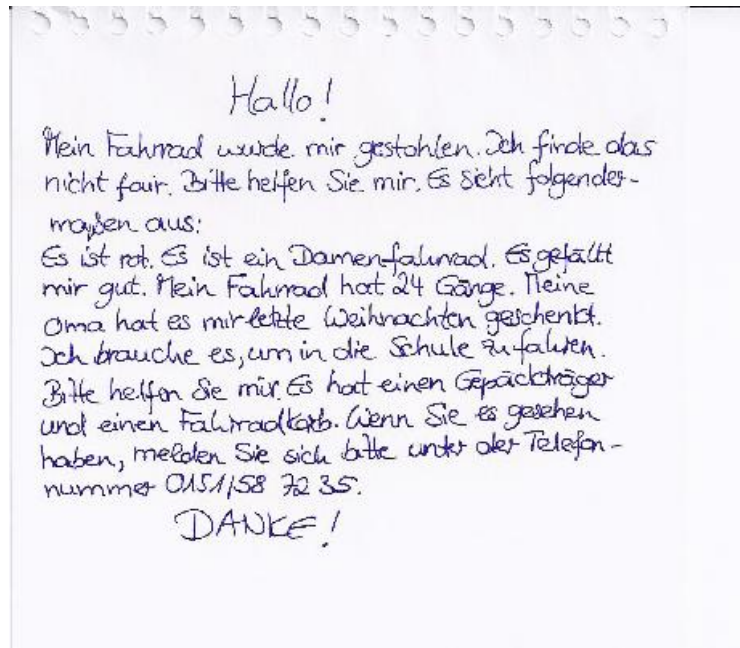 Hallo!
Mein Fahrrad wurde mir gestohlen. Ich finde das
nicht fair. Bitte helfen Sie mir. Es sieht folgender-
maßen aus:
Es ist rot. Es ist ein Damenfahrrad. Es gefällt
mir gut. Mein Fahrrad hat 24 Gänge. Meine
Oma hat es mir letzte Weihnachten geschenkt.
Ich brauche es, um in die Schule zu fahren.
Bitte helfen Sie mir. Es hat einen Gepäckträger
und einen Fahrradkorb. Wenn Sie es gesehen
haben, melden Sie sich bitte unter der Telefon-
nummer 0151/58 72 35.
DANKE!